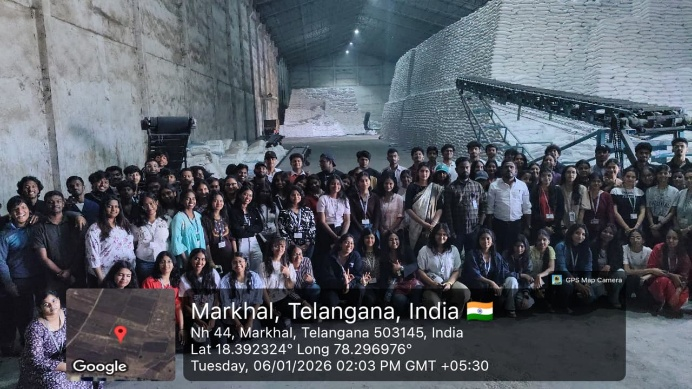 GPS Map Camera
Markhal, Telangana, India 🇮🇳
Nh 44, Markhal, Telangana 503145, India
Lat 18.392324° Long 78.296976°
Tuesday, 06/01/2026 02:03 PM GMT +05:30
Google